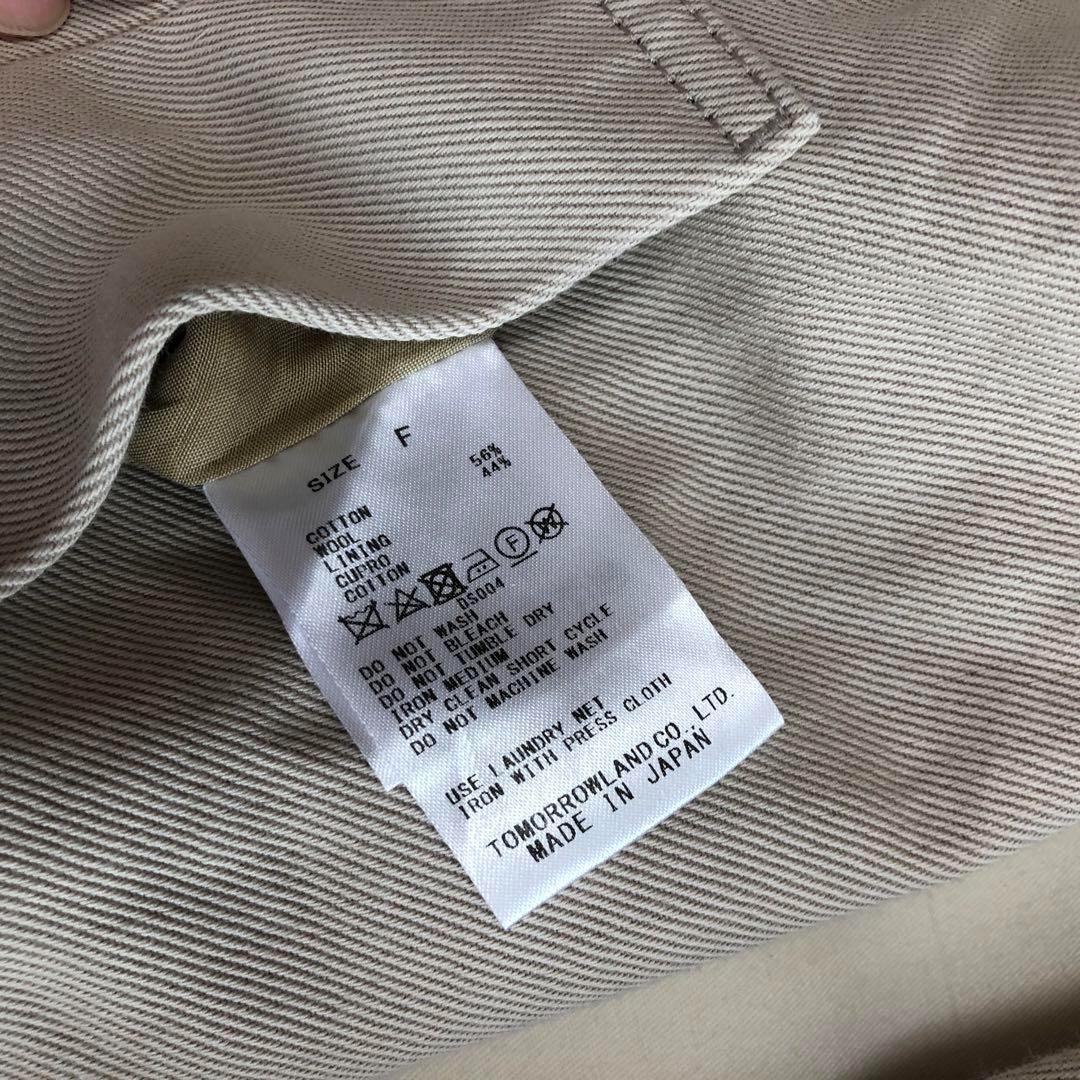 SIZE F
COTTON 56%
WOOL 44%
LINING
CUPRO
COTTON
F W
DS004
DO NOT WASH
DO NOT BLEACH
DO NOT TUMBLE DRY
IRON MEDIUM
DRY CLEAN SHORT CYCLE
DO NOT MACHINE WASH
USE LAUNDRY NET
IRON WITH PRESS CLOTH
TOMORROWLAND CO.,LTD.
MADE IN JAPAN